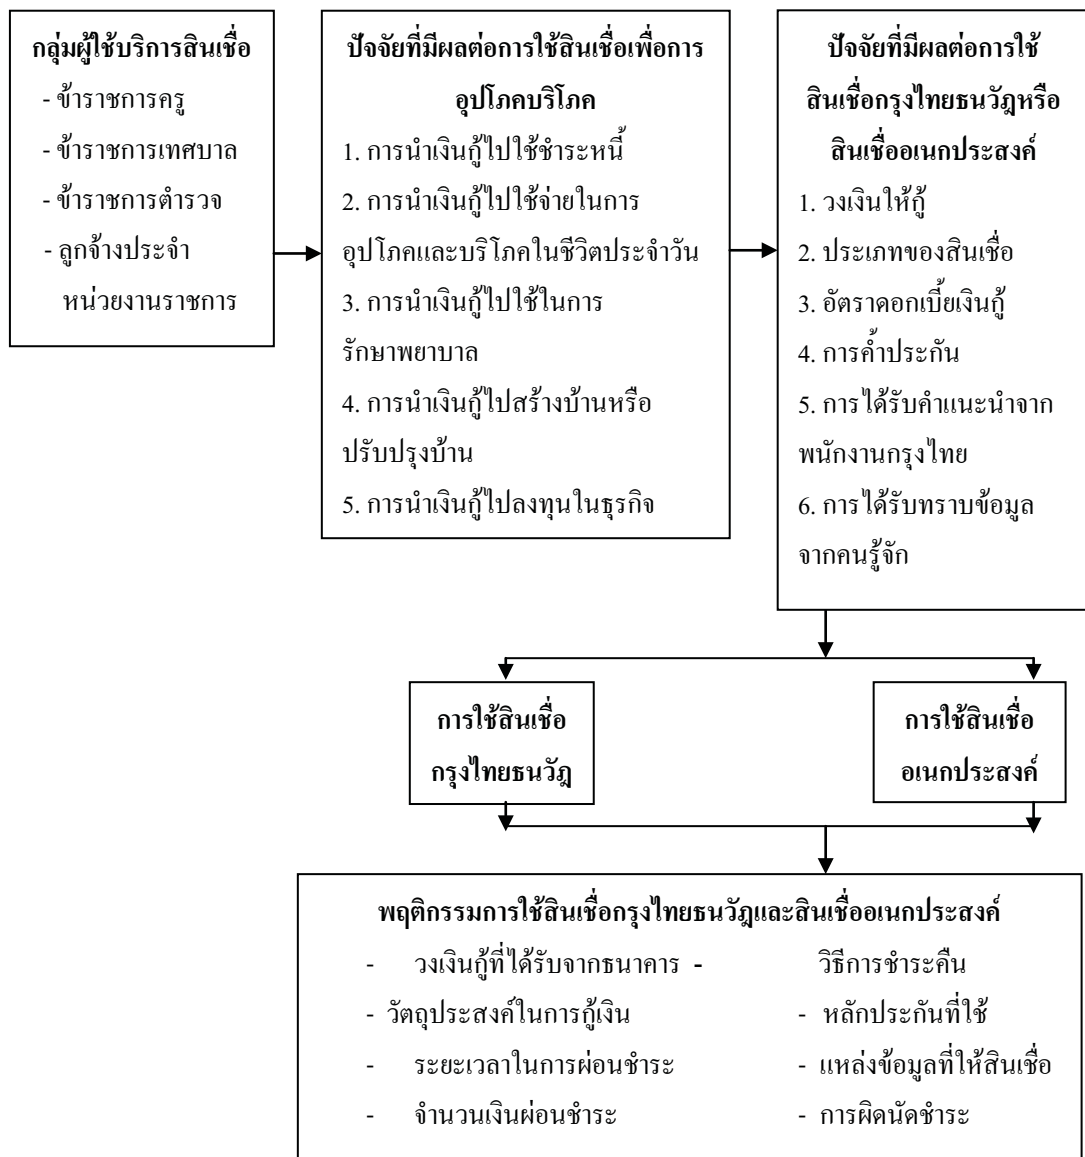 กลุ่มผู้ใช้บริการสินเชื่อ
- ข้าราชการครู
- ข้าราชการเทศบาล
- ข้าราชการตำรวจ
- ลูกจ้างประจำ
หน่วยงานราชการ
ปัจจัยที่มีผลต่อการใช้สินเชื่อเพื่อการ
อุปโภคบริโภค
1. การนำเงินกู้ไปใช้ชำระหนี้
2. การนำเงินกู้ไปใช้จ่ายในการ
อุปโภคและบริโภคในชีวิตประจำวัน
3. การนำเงินกู้ไปใช้ในการ
รักษาพยาบาล
4. การนำเงินกู้ไปสร้างบ้านหรือ
ปรับปรุงบ้าน
5. การนำเงินกู้ไปลงทุนในธุรกิจ
ปัจจัยที่มีผลต่อการใช้
สินเชื่อกรุงไทยธนวัฏหรือ
สินเชื่ออเนกประสงค์
1. วงเงินให้กู้
2. ประเภทของสินเชื่อ
3. อัตราดอกเบี้ยเงินกู้
4. การค้ำประกัน
5. การได้รับคำแนะนำจาก
พนักงานกรุงไทย
6. การได้รับทราบข้อมูล
จากคนรู้จัก
การใช้สินเชื่อ
กรุงไทยธนวัฏ
การใช้สินเชื่อ
อเนกประสงค์
พฤติกรรมการใช้สินเชื่อกรุงไทยธนวัฏและสินเชื่ออเนกประสงค์
- วงเงินกู้ที่ได้รับจากธนาคาร - วิธีการชำระคืน
- วัตถุประสงค์ในการกู้เงิน - หลักประกันที่ใช้
- ระยะเวลาในการผ่อนชำระ - แหล่งข้อมูลที่ให้สินเชื่อ
- จำนวนเงินผ่อนชำระ - การผิดนัดชำระ